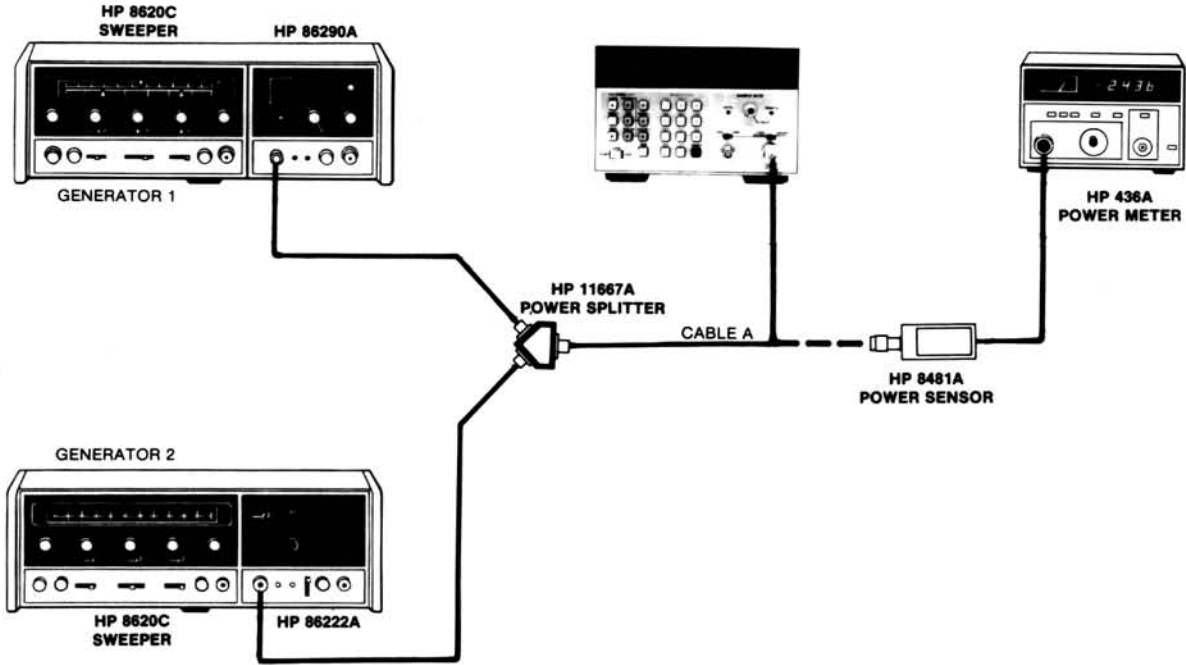 HP 8620C
SWEEPER
HP 86290A
GENERATOR 1
2436
HP 436A
POWER METER
HP 11667A
POWER SPLITTER
CABLE A
HP 8481A
POWER SENSOR
GENERATOR 2
HP 8620C
SWEEPER
HP 86222A